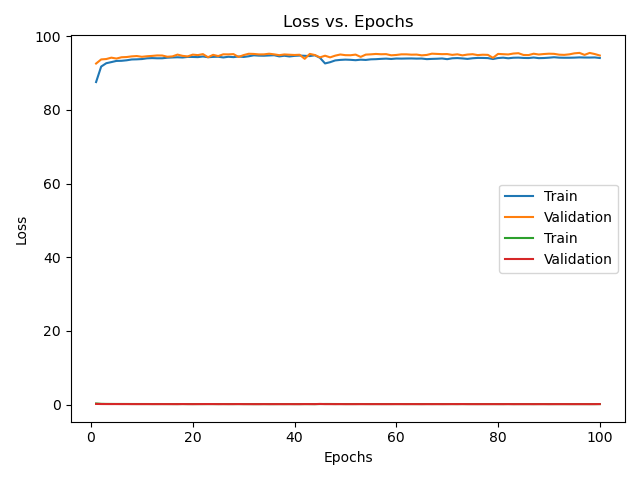 Loss vs. Epochs
100
80
60
40
20
0
Loss
Train
Validation
Train
Validation
0 20 40 60 80 100
Epochs